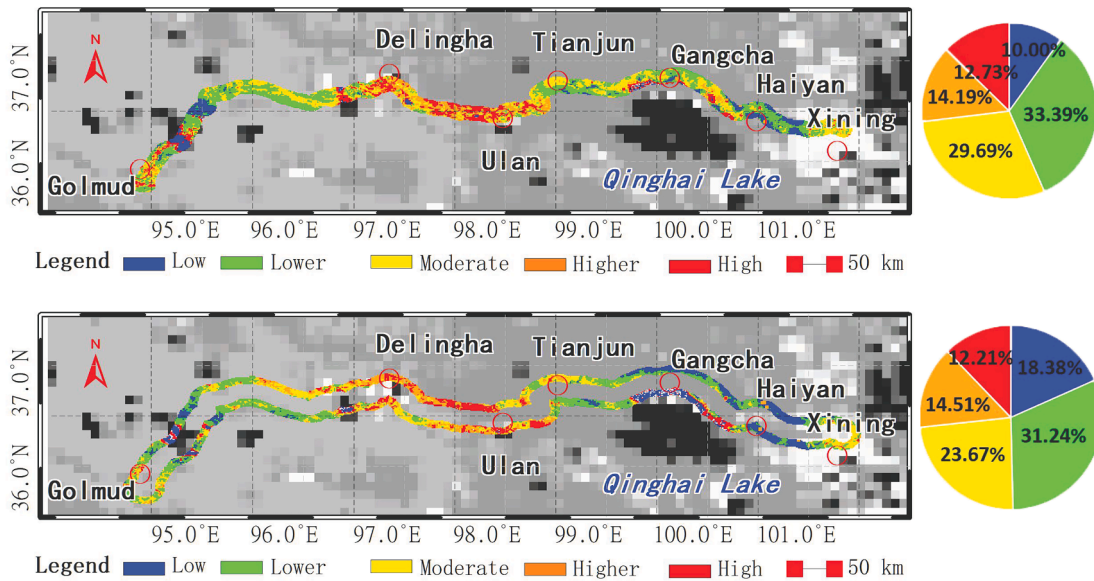 N
Delingha
Tianjun
Gangcha
Haiyan
Xining
Ulan
Golmud
Qinghai Lake
37.0°N
36.0°N
95.0°E 96.0°E 97.0°E 98.0°E 99.0°E 100.0°E 101.0°E
Legend Low Lower Moderate Higher High 50 km
10.00%
12.73%
14.19%
33.39%
29.69%
N
Delingha
Tianjun
Gangcha
Haiyan
Xining
Ulan
Golmud
Qinghai Lake
37.0°N
36.0°N
95.0°E 96.0°E 97.0°E 98.0°E 99.0°E 100.0°E 101.0°E
Legend Low Lower Moderate Higher High 50 km
12.21%
18.38%
14.51%
31.24%
23.67%